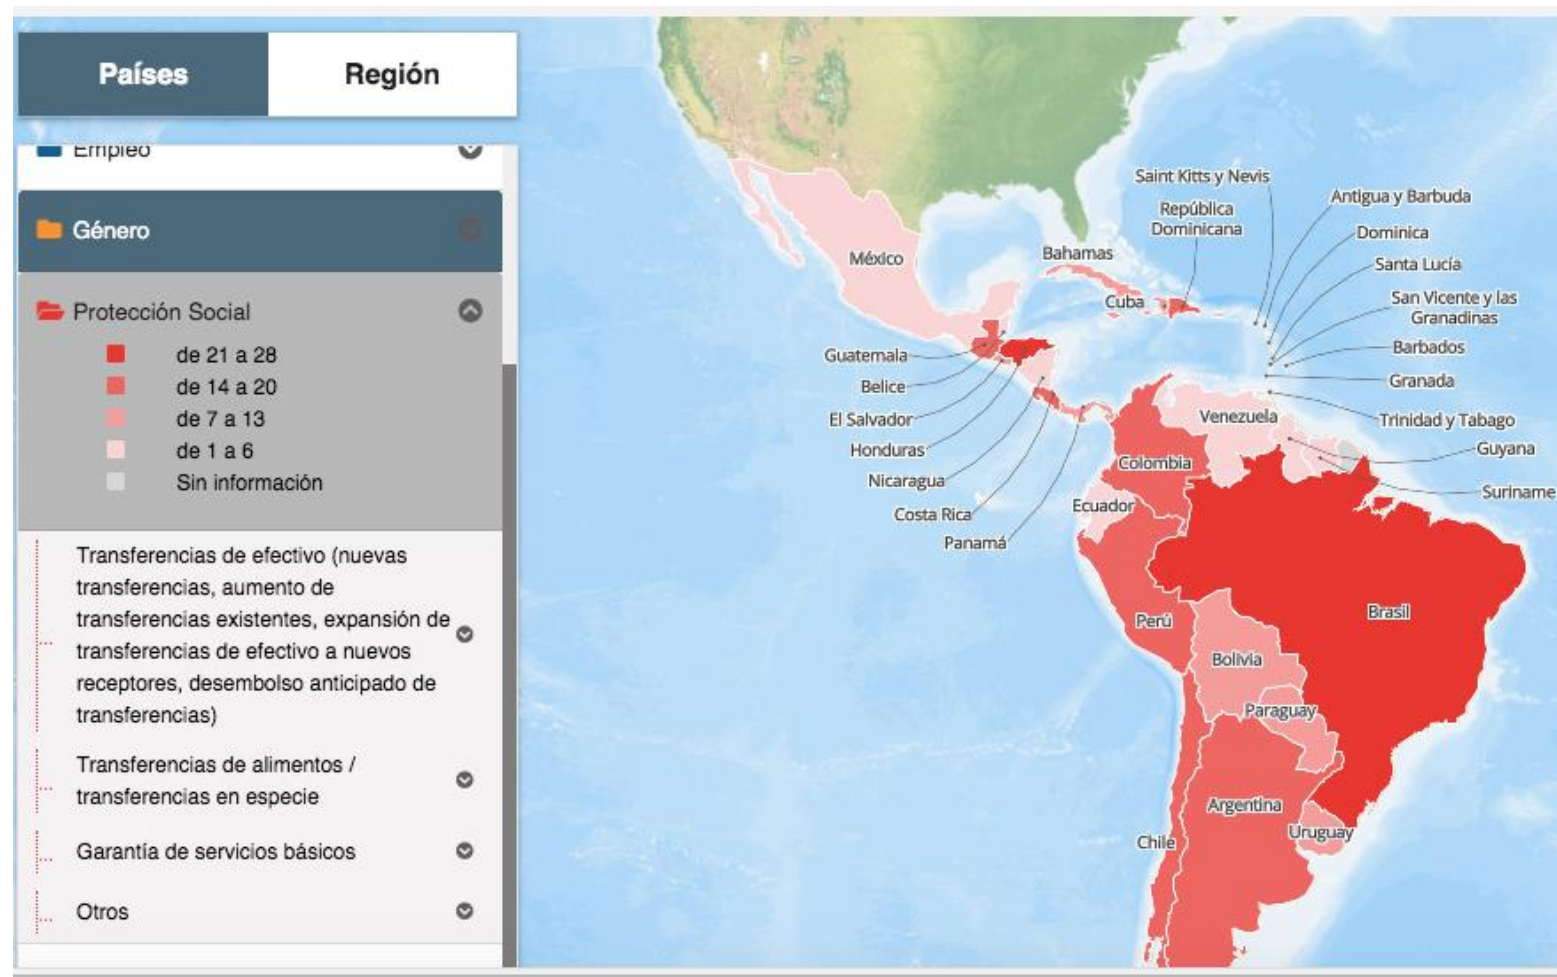 Países
Región
Empleo
Género
Protección Social
de 21 a 28
de 14 a 20
de 7 a 13
de 1 a 6
Sin información
Transferencias de efectivo (nuevas
transferencias, aumento de
transferencias existentes, expansión de
transferencias de efectivo a nuevos
receptores, desembolso anticipado de
transferencias)
Transferencias de alimentos /
transferencias en especie
Garantía de servicios básicos
Otros
Saint Kitts y Nevis
Antigua y Barbuda
República
Dominicana
Dominica
México
Bahamas
Santa Lucía
Cuba
San Vicente y las
Granadinas
Guatemala
Barbados
Belice
Granada
El Salvador
Venezuela
Trinidad y Tabago
Honduras
Guyana
Colombia
Nicaragua
Suriname
Ecuador
Costa Rica
Panamá
Brasil
Perú
Bolivia
Paraguay
Argentina
Uruguay
Chile